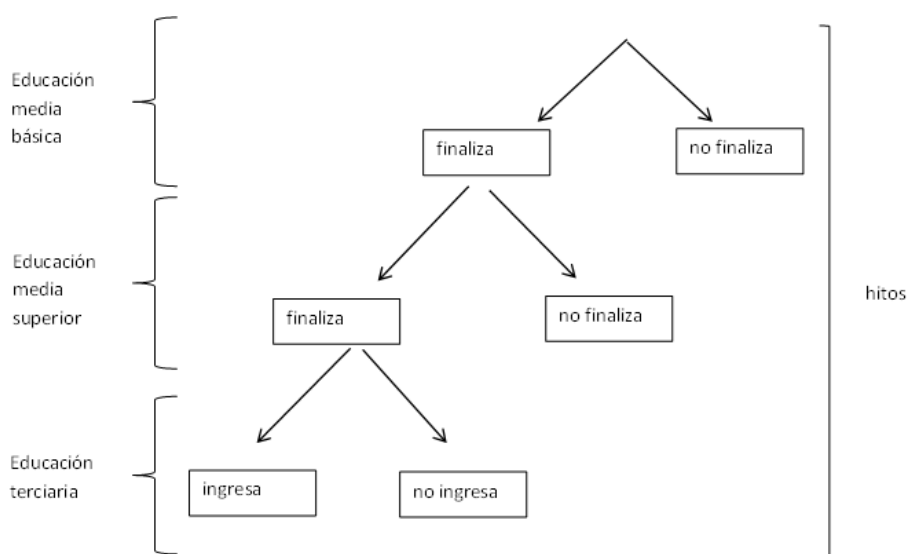 Educación
media
básica
finaliza
no finaliza
Educación
media
superior
finaliza
no finaliza
hitos
Educación
terciaria
ingresa
no ingresa